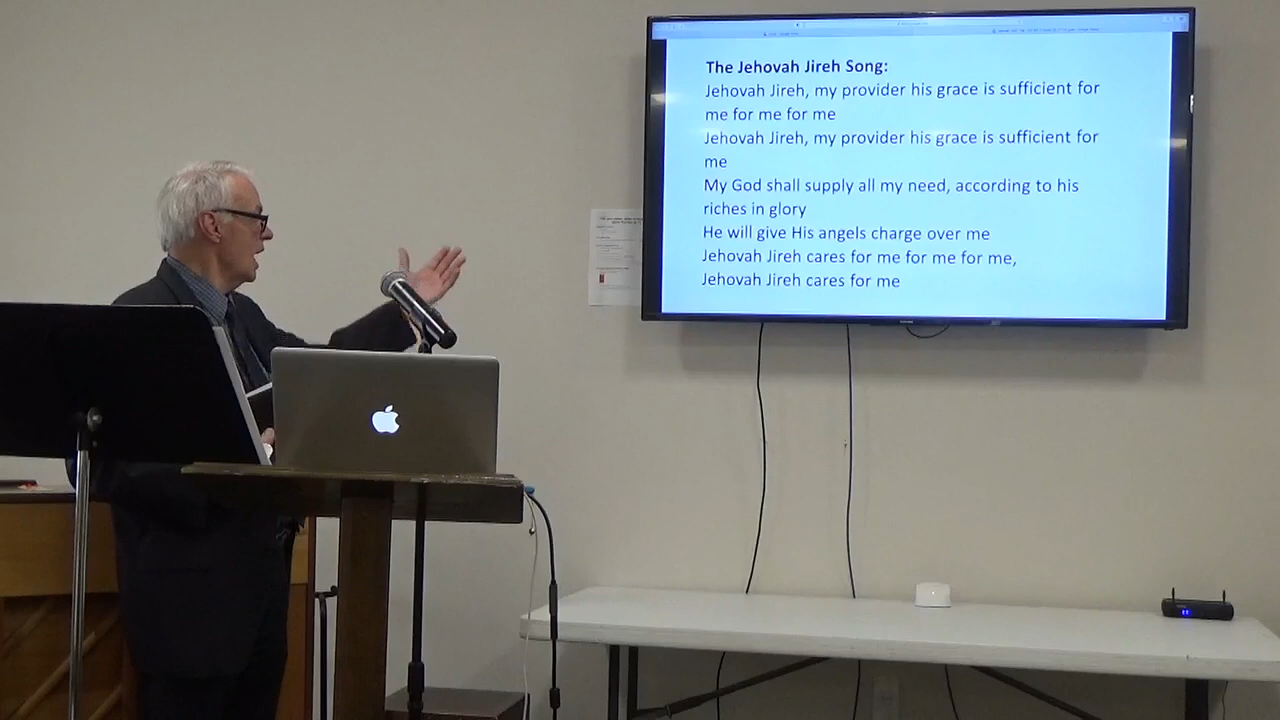 The Jehovah Jireh Song:
Jehovah Jireh, my provider his grace is sufficient for
me for me for me
Jehovah Jireh, my provider his grace is sufficient for
me
My God shall supply all my need, according to his
riches in glory
He will give His angels charge over me
Jehovah Jireh cares for me for me for me,
Jehovah Jireh cares for me